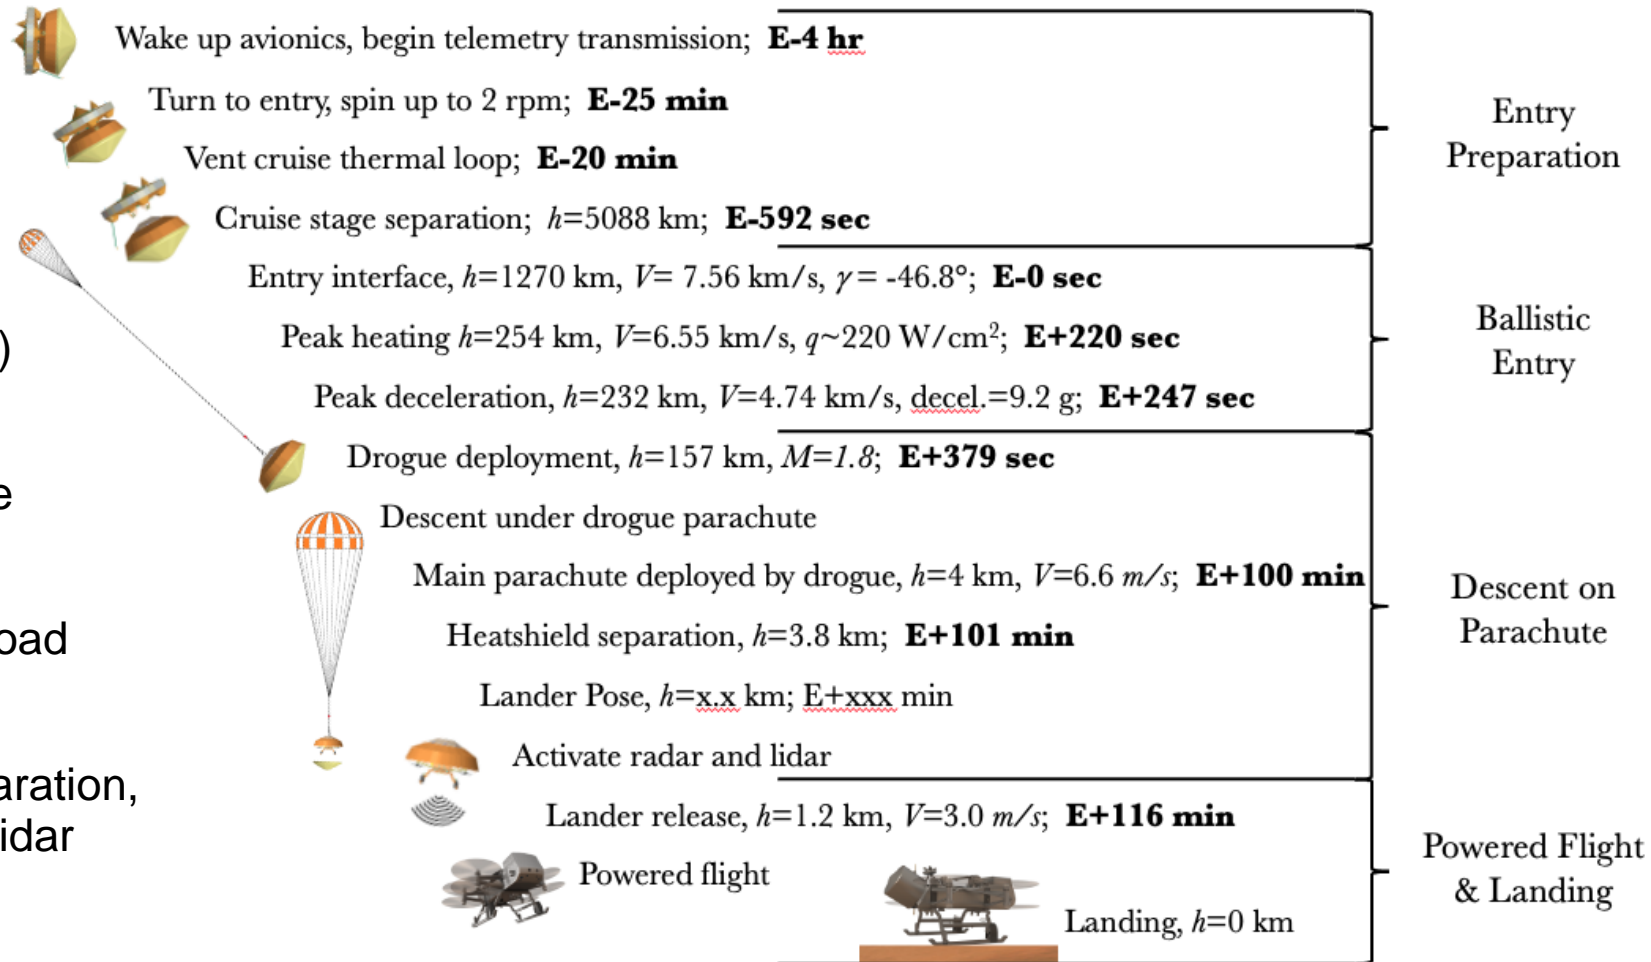 Wake up avionics, begin telemetry transmission; E-4 hr
Turn to entry, spin up to 2 rpm; E-25 min
Vent cruise thermal loop; E-20 min
Cruise stage separation; h=5088 km; E-592 sec
Entry
Preparation
Entry interface, h=1270 km, V= 7.56 km/s, γ = -46.8°; E-0 sec
Peak heating h=254 km, V=6.55 km/s, q~220 W/cm²; E+220 sec
Peak deceleration, h=232 km, V=4.74 km/s, decel.=9.2 g; E+247 sec
Ballistic
Entry
Drogue deployment, h=157 km, M=1.8; E+379 sec
Descent under drogue parachute
Main parachute deployed by drogue, h=4 km, V=6.6 m/s; E+100 min
Heatshield separation, h=3.8 km; E+101 min
Lander Pose, h=x.x km; E+xxx min
Activate radar and lidar
Descent on
Parachute
Lander release, h=1.2 km, V=3.0 m/s; E+116 min
Powered flight
Landing, h=0 km
Powered Flight
& Landing
)
e
oad
aration,
idar